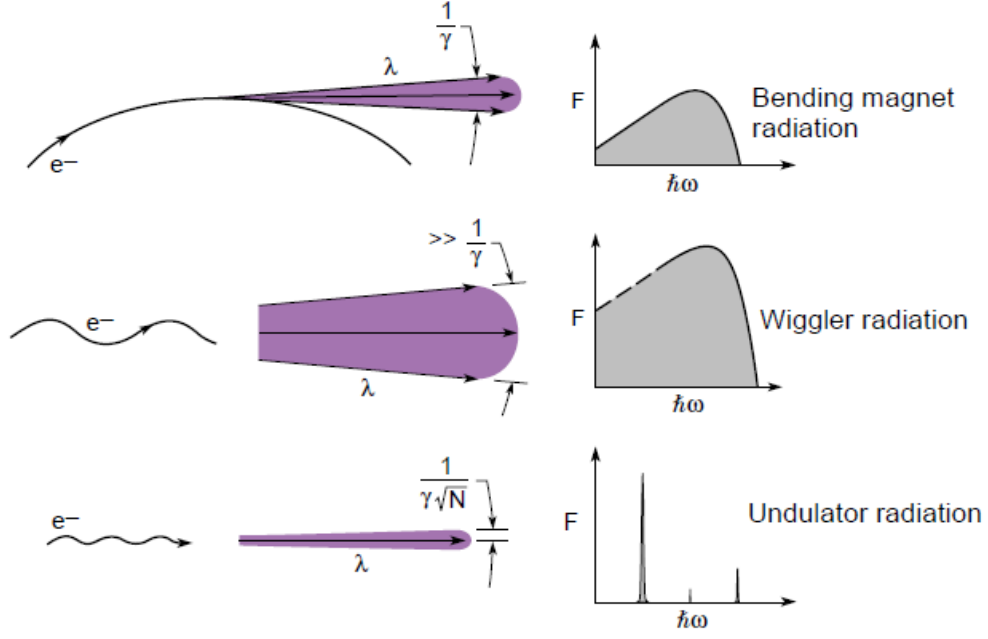 1/γ
λ
e−
F
ħω
Bending magnet
radiation
>> 1/γ
e−
λ
F
ħω
Wiggler radiation
1/γ√N
e−
λ
F
ħω
Undulator radiation